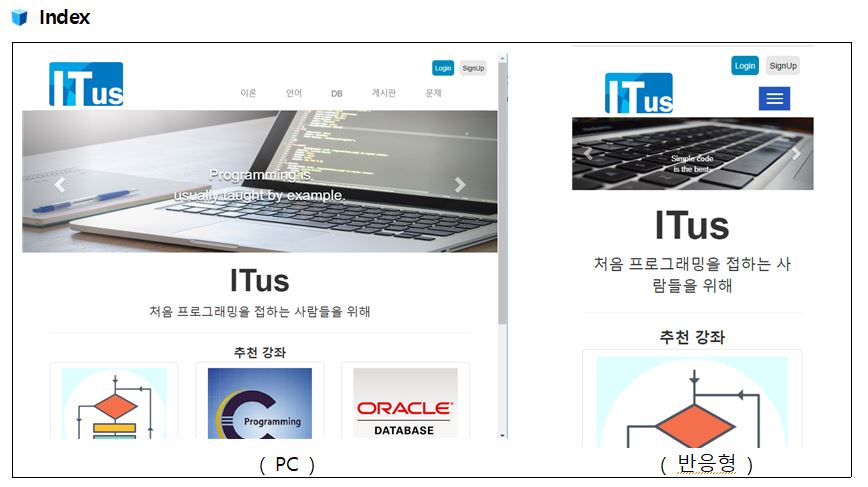 Index
ITus
Login
SignUp
이론
언어
DB
게시판
문제
Programming is
usually taught by example.
ITus
처음 프로그래밍을 접하는 사람들을 위해
추천 강좌
Programming
ORACLE
DATABASE
( PC )
Login
SignUp
ITus
Simple code
is the best.
ITus
처음 프로그래밍을 접하는 사
람들을 위해
추천 강좌
( 반응형 )